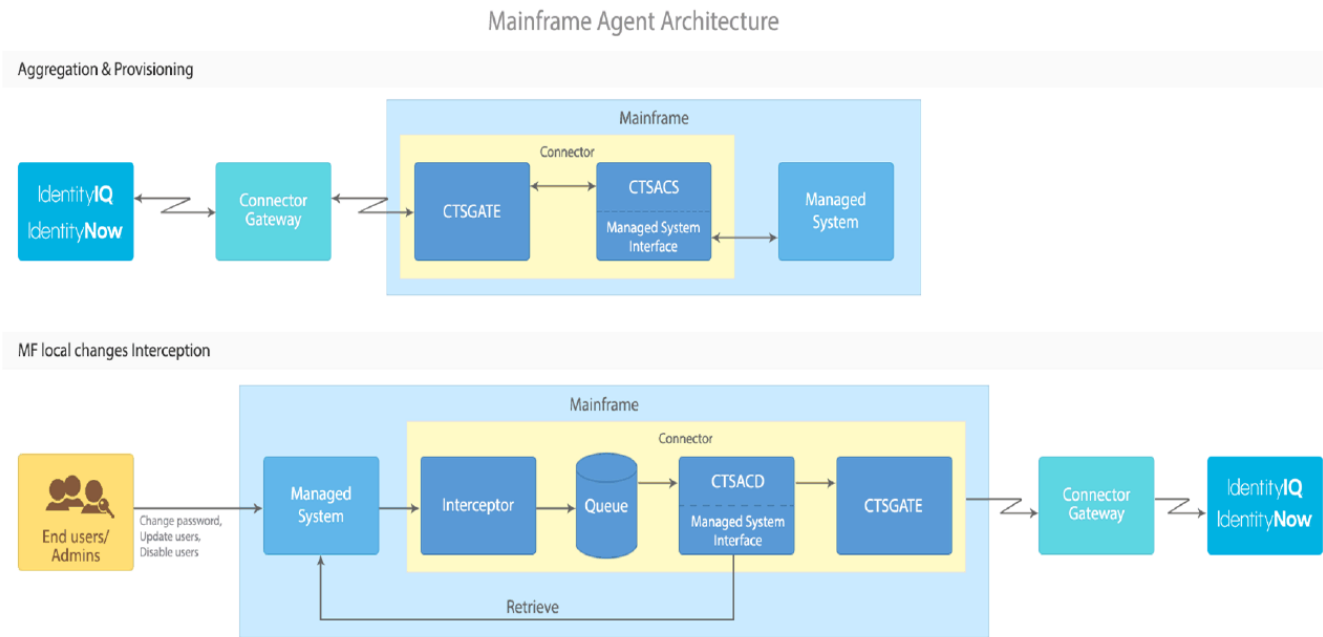 Mainframe Agent Architecture
Aggregation & Provisioning
Mainframe
Connector
IdentityIQ
IdentityNow
Connector
Gateway
CTSGATE
CTSACS
Managed System
Interface
Managed
System
MF local changes Interception
Mainframe
Connector
End users/
Admins
Change password,
Update users,
Disable users
Managed
System
Interceptor
Queue
CTSACD
Managed System
Interface
CTSGATE
Connector
Gateway
IdentityIQ
IdentityNow
Retrieve